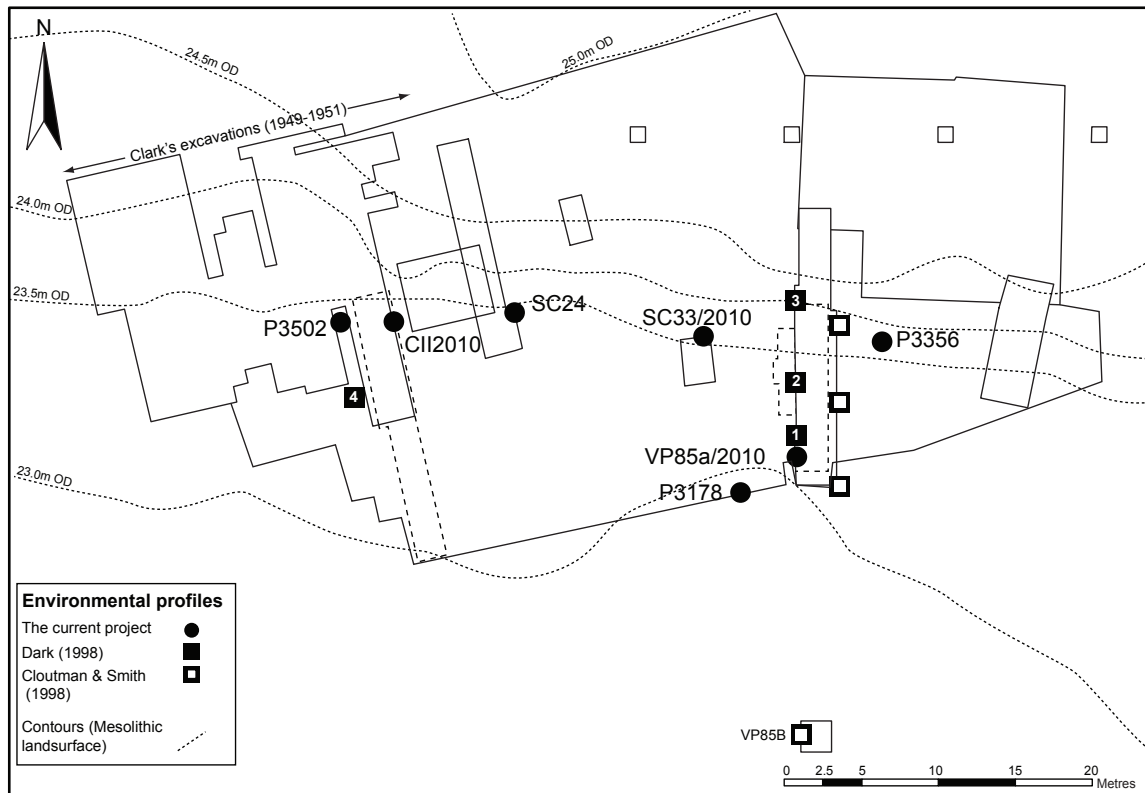 N
24.5m OD
25.0m OD
Clark's excavations (1949-1951)
24.0m OD
23.5m OD
3
SC24
SC33/2010
P3502
CII2010
P3356
2
4
1
VP85a/2010
23.0m OD
P3178
Environmental profiles
The current project
Dark (1998)
Cloutman & Smith
(1998)
Contours (Mesolithic
landsurface)
VP85B
0 2.5 5 10 15 20
Metres